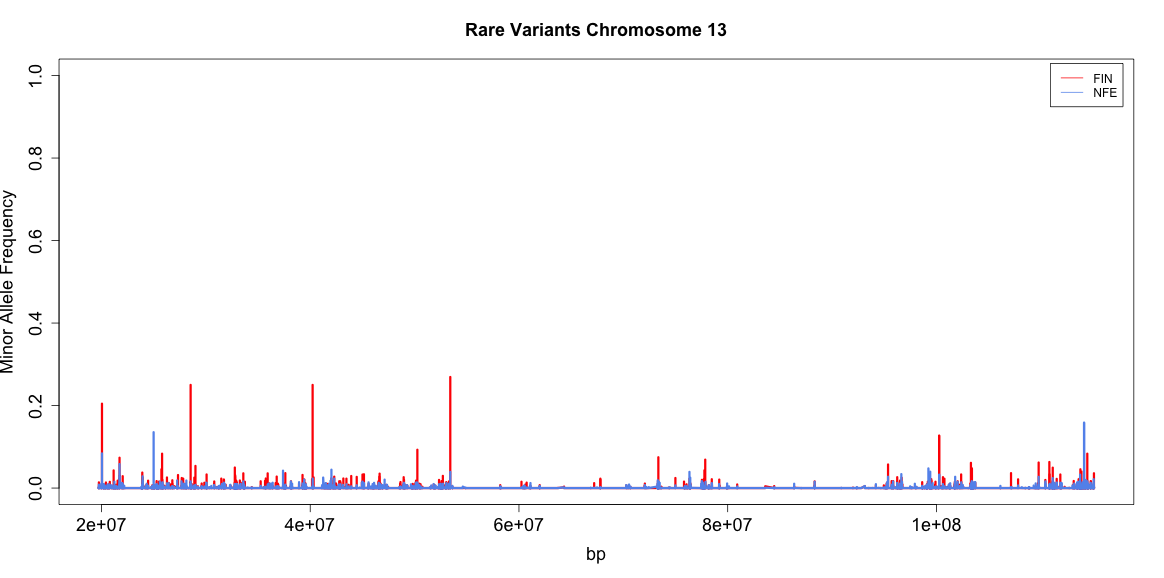 Rare Variants Chromosome 13
FIN
NFE
Minor Allele Frequency
1.0
0.8
0.6
0.4
0.2
0.0
2e+07
4e+07
6e+07
8e+07
1e+08
bp